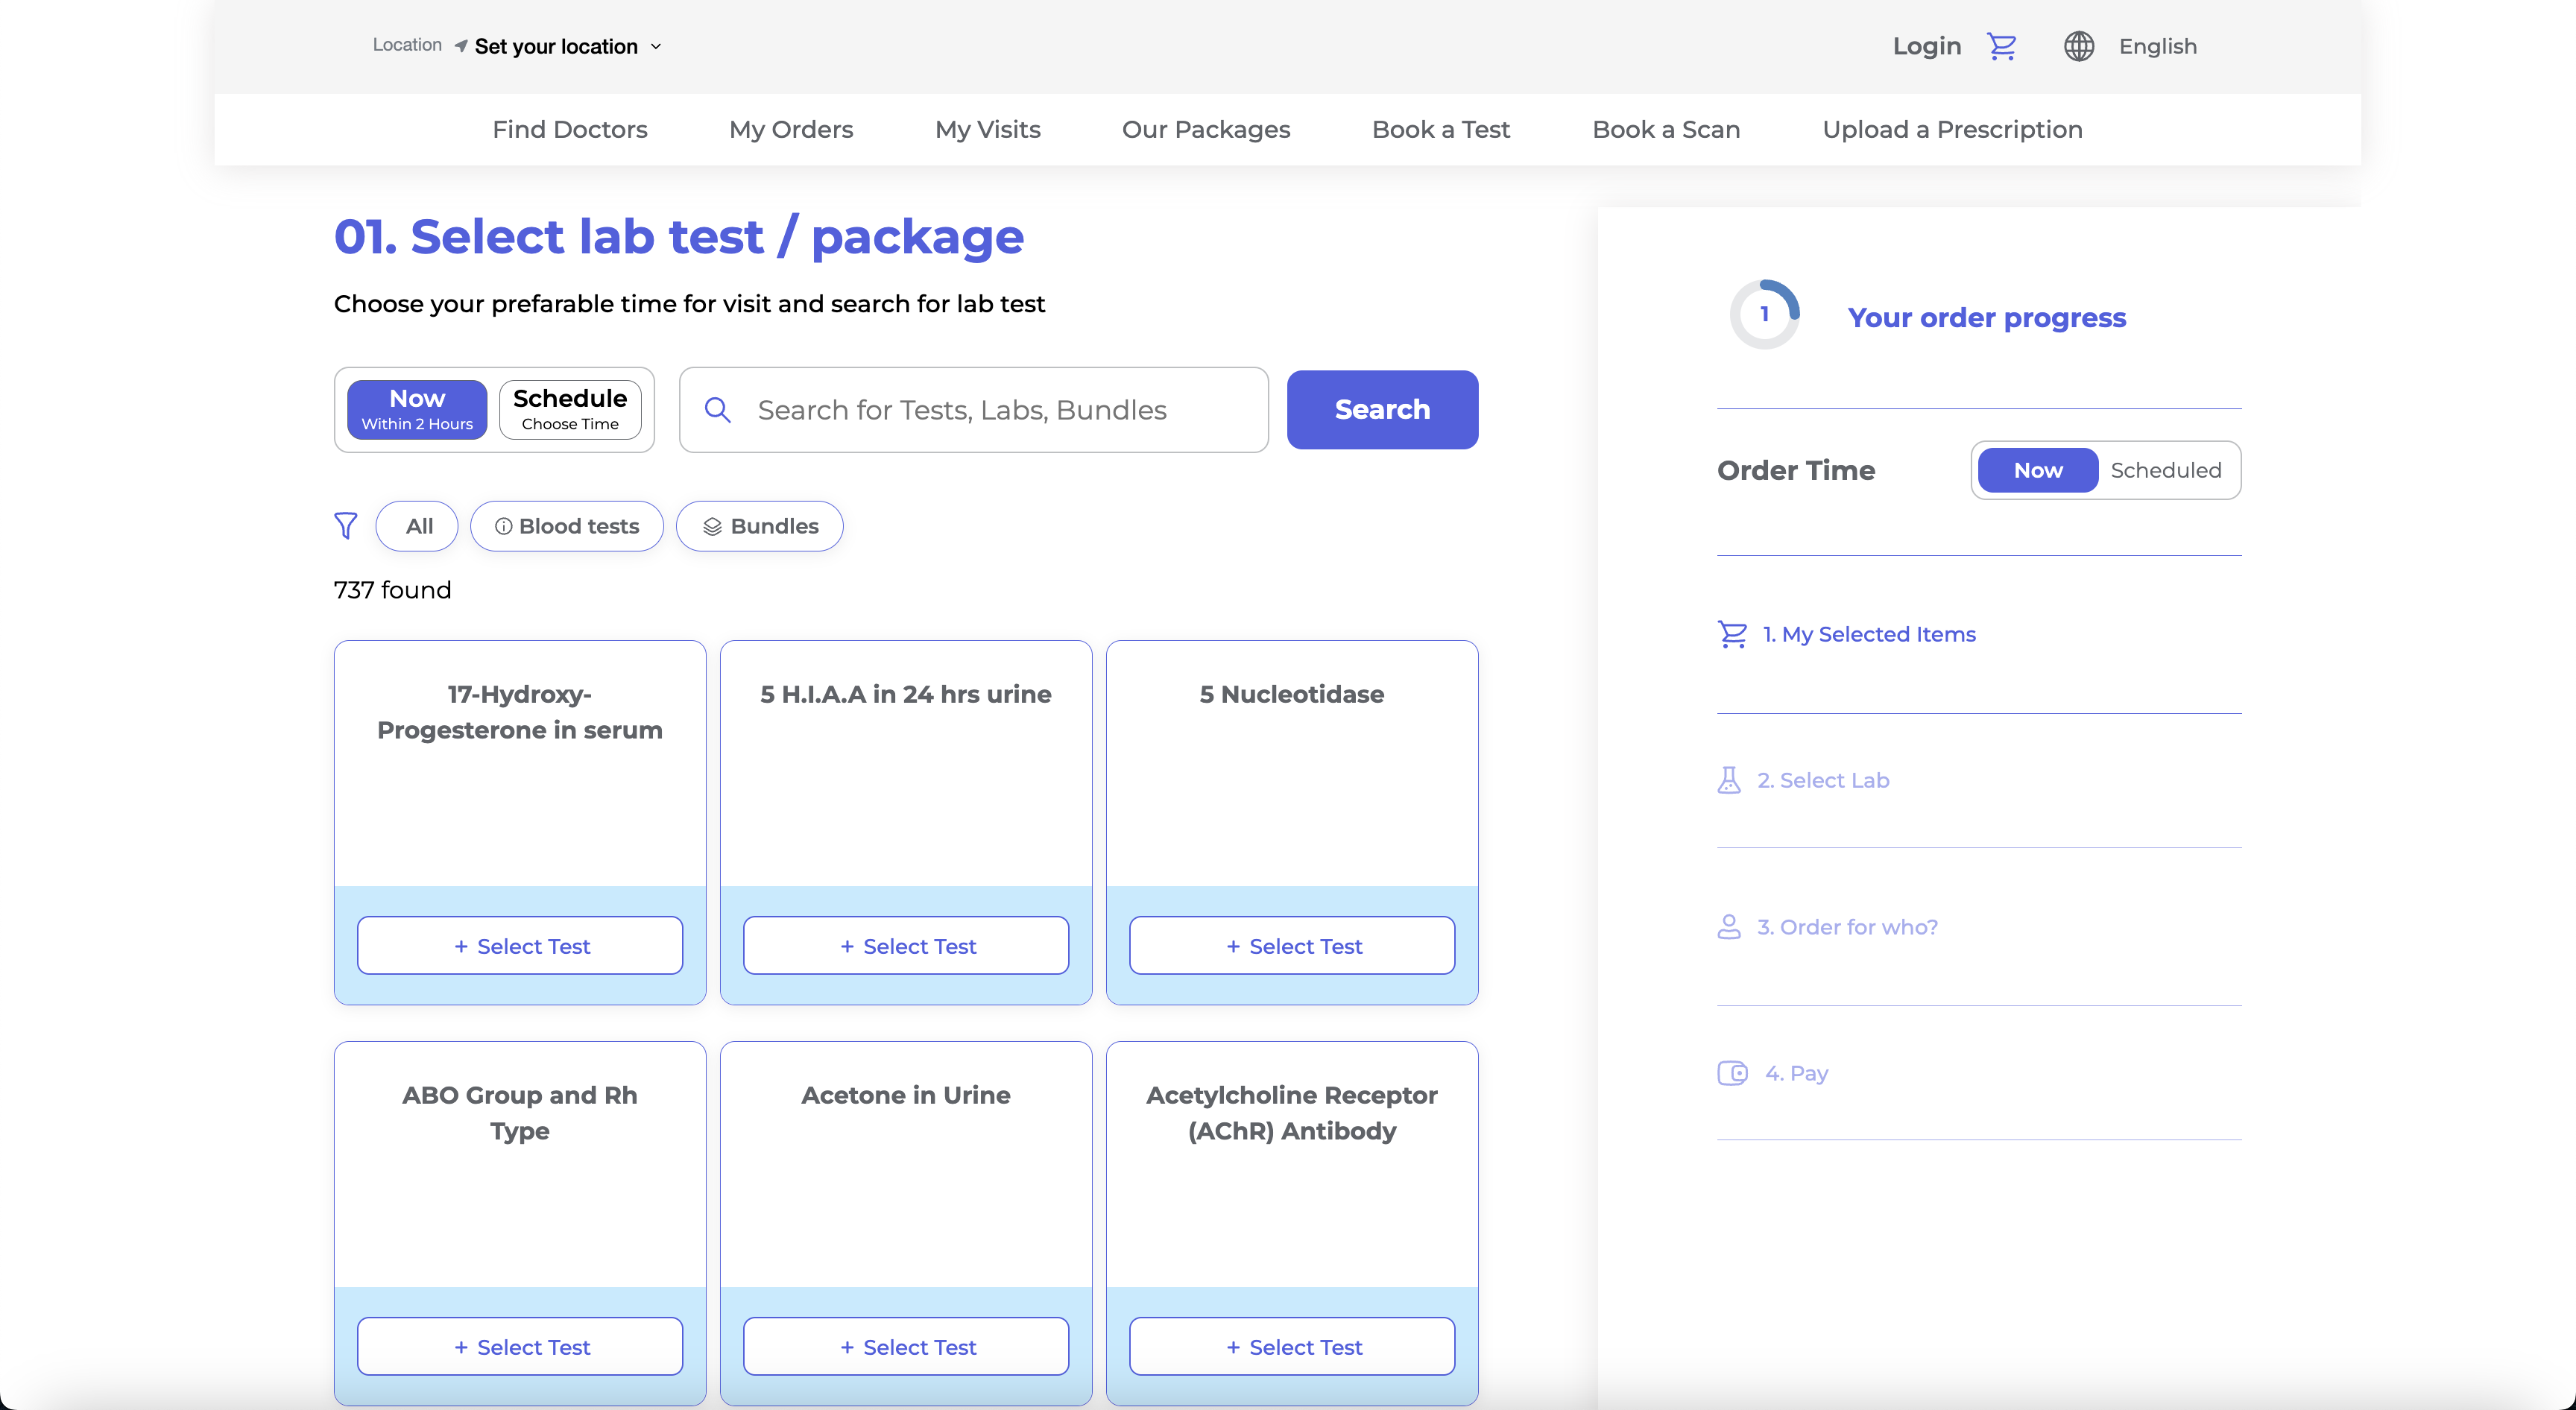 Location Set your location
Login English
Find Doctors My Orders My Visits Our Packages Book a Test Book a Scan Upload a Prescription
01. Select lab test / package
Choose your prefarable time for visit and search for lab test
Now
Within 2 Hours
Schedule
Choose Time
Search for Tests, Labs, Bundles
Search
All Blood tests Bundles
737 found
17-Hydroxy-
Progesterone in serum
+ Select Test
5 H.I.A.A in 24 hrs urine
+ Select Test
5 Nucleotidase
+ Select Test
ABO Group and Rh
Type
+ Select Test
Acetone in Urine
+ Select Test
Acetylcholine Receptor
(AChR) Antibody
+ Select Test
1 Your order progress
Order Time Now Scheduled
1. My Selected Items
2. Select Lab
3. Order for who?
4. Pay